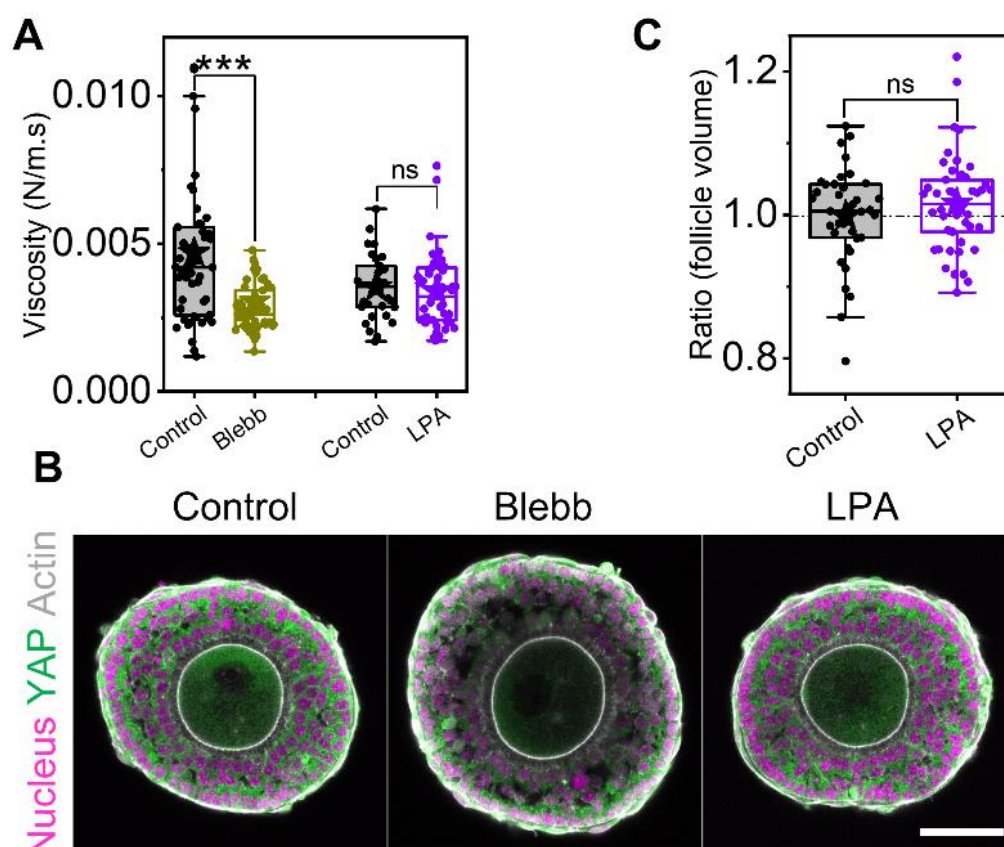 A
Viscosity (N/m.s)
0.010
0.005
0.000
***
ns
Control
Blebb
Control
LPA
C
Ratio (follicle volume)
1.2
1.0
0.8
ns
Control
LPA
B
Control Blebb LPA
Nucleus YAP Actin